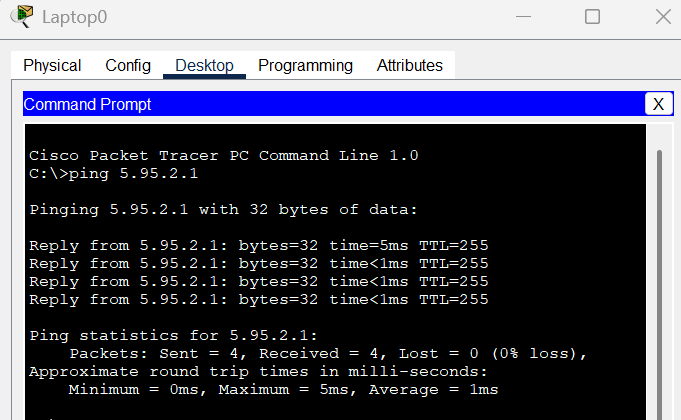 Laptop0
Physical Config Desktop Programming Attributes
Command Prompt
X
Cisco Packet Tracer PC Command Line 1.0
C:\>ping 5.95.2.1
Pinging 5.95.2.1 with 32 bytes of data:
Reply from 5.95.2.1: bytes=32 time=5ms TTL=255
Reply from 5.95.2.1: bytes=32 time<1ms TTL=255
Reply from 5.95.2.1: bytes=32 time<1ms TTL=255
Reply from 5.95.2.1: bytes=32 time<1ms TTL=255
Ping statistics for 5.95.2.1:
    Packets: Sent = 4, Received = 4, Lost = 0 (0% loss),
Approximate round trip times in milli-seconds:
    Minimum = 0ms, Maximum = 5ms, Average = 1ms